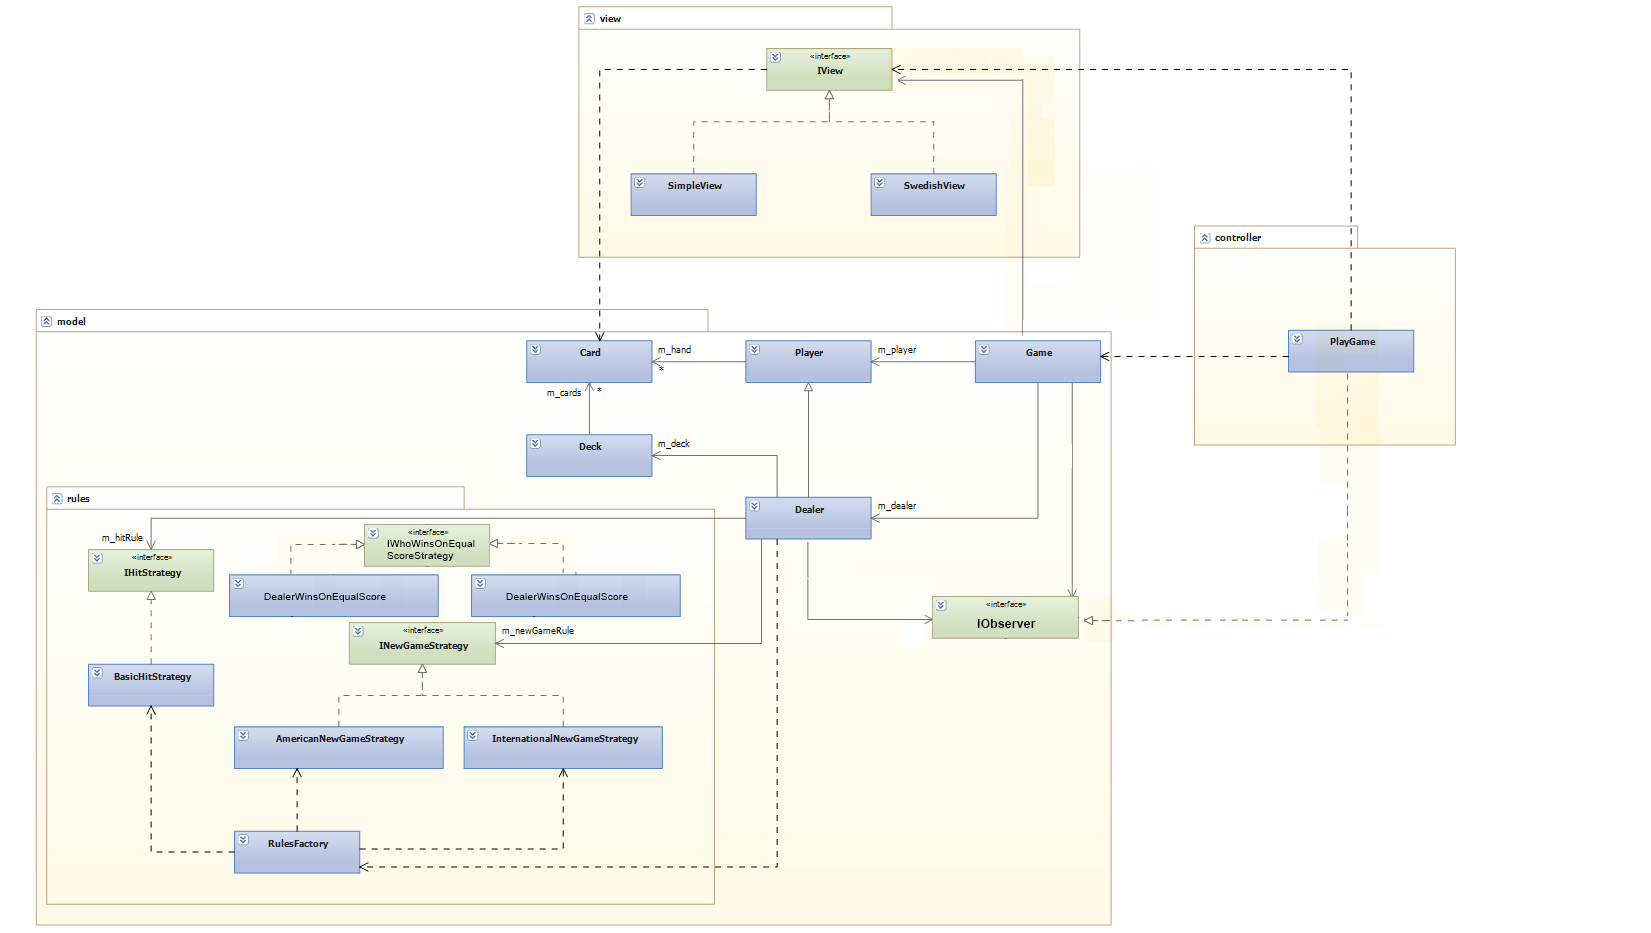 view
«interface»
IView
SimpleView
SwedishView
controller
PlayGame
model
Card
m_hand
*
Player
m_player
Game
m_cards
*
Deck
m_deck
rules
Dealer
m_dealer
m_hitRule
«interface»
IHitStrategy
«interface»
IWhoWinsOnEqual
ScoreStrategy
DealerWinsOnEqualScore
DealerWinsOnEqualScore
«interface»
IObserver
«interface»
INewGameStrategy
m_newGameRule
BasicHitStrategy
AmericanNewGameStrategy
InternationalNewGameStrategy
RulesFactory